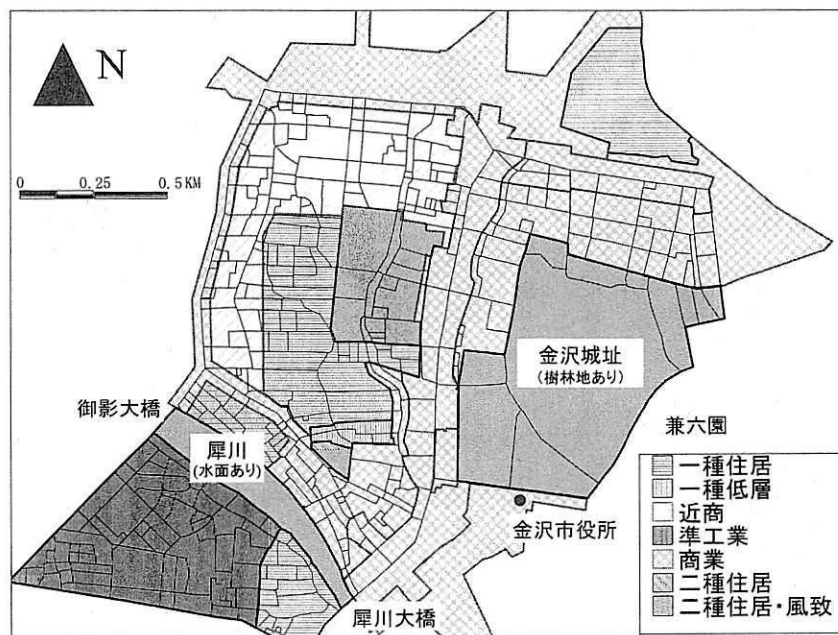 N
0 0.25 0.5KM
金沢城址
(樹林地あり)
御影大橋
犀川
(水面あり)
兼六園
金沢市役所
犀川大橋
一種住居
一種低層
近商
準工業
商業
二種住居
二種住居・風致